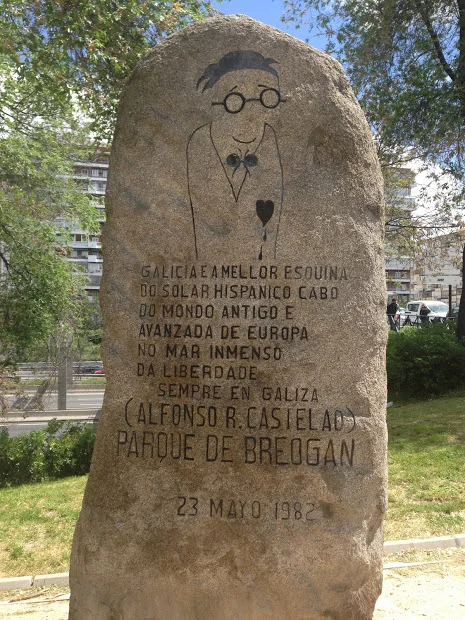 GALICIA E A MELLOR ESQUINA
DO SOLAR HISPANICO CABO
DO MONDO ANTIGO E
AVANZADA DE EUROPA
NO MAR INMENSO
DA LIBERDADE
SEMPRE EN GALIZA
(ALFONSO R. CASTELAO)
PARQUE DE BREOGAN
23 MAYO 1982